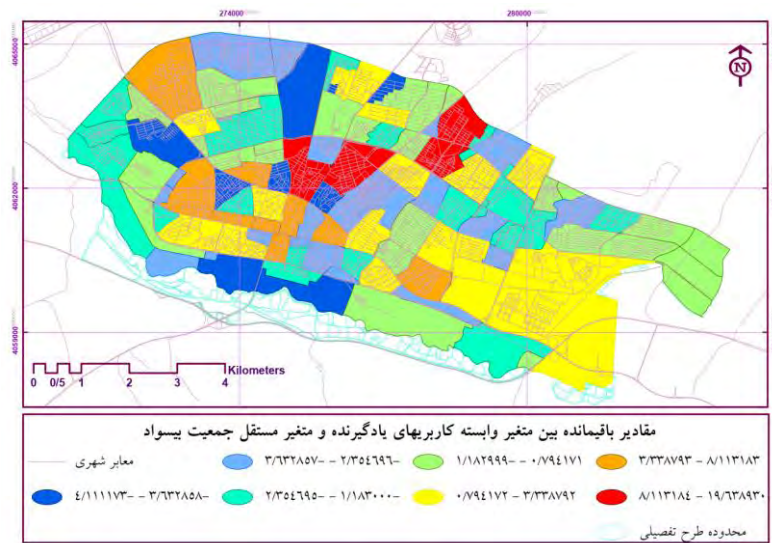 274000 280000
4065000
N
4062000
4059000
Kilometers
0 0/5 1 2 3 4
مقادیر باقیمانده بین متغیر وابسته کاربریهای یادگیرنده و متغیر مستقل جمعیت بیسواد
معابر شهری ۳/۶۳۲۸۵۷-- ۲/۳۵۴۶۹۶- ۱/۱۸۲۹۹۹- -۰/۷۹۴۱۷۱ ۳/۳۳۸۷۹۳ - ۸/۱۱۳۱۸۳
۴/۱۱۱۱۷۳- -۳/۶۳۲۸۵۸- ۲/۳۵۴۶۹۵- -۱/۱۸۳۰۰۰- ۰/۷۹۴۱۷۲ - ۳/۳۳۸۷۹۲ ۸/۱۱۳۱۸۴ - ۱۹/۶۳۸۹۳۰
محدوده طرح تفصیلی